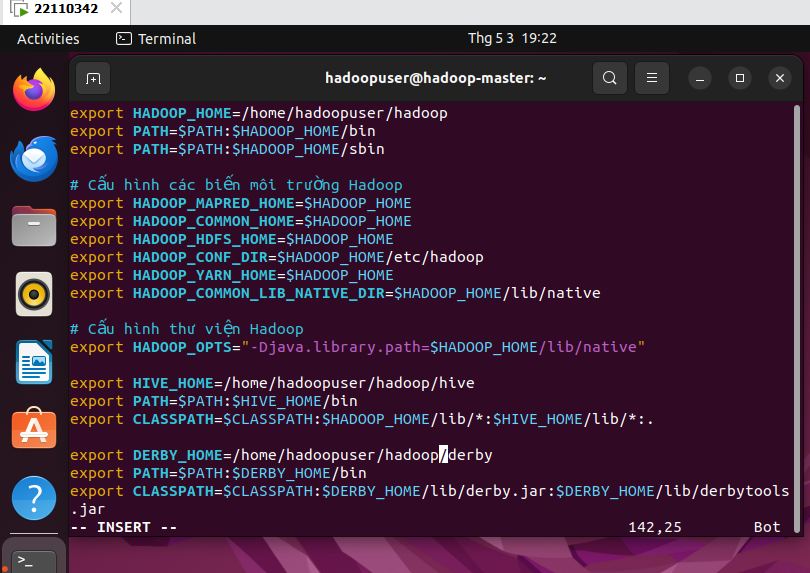 22110342
Activities
Terminal
Thg 5 3 19:22
hadoopuser@hadoop-master: ~
export HADOOP_HOME=/home/hadoopuser/hadoop
export PATH=$PATH:$HADOOP_HOME/bin
export PATH=$PATH:$HADOOP_HOME/sbin
# Cấu hình các biến môi trường Hadoop
export HADOOP_MAPRED_HOME=$HADOOP_HOME
export HADOOP_COMMON_HOME=$HADOOP_HOME
export HADOOP_HDFS_HOME=$HADOOP_HOME
export HADOOP_CONF_DIR=$HADOOP_HOME/etc/hadoop
export HADOOP_YARN_HOME=$HADOOP_HOME
export HADOOP_COMMON_LIB_NATIVE_DIR=$HADOOP_HOME/lib/native
# Cấu hình thư viện Hadoop
export HADOOP_OPTS="-Djava.library.path=$HADOOP_HOME/lib/native"
export HIVE_HOME=/home/hadoopuser/hadoop/hive
export PATH=$PATH:$HIVE_HOME/bin
export CLASSPATH=$CLASSPATH:$HADOOP_HOME/lib/*:$HIVE_HOME/lib/*:.
export DERBY_HOME=/home/hadoopuser/hadoop/derby
export PATH=$PATH:$DERBY_HOME/bin
export CLASSPATH=$CLASSPATH:$DERBY_HOME/lib/derby.jar:$DERBY_HOME/lib/derbytools
.jar
-- INSERT -- 142,25 Bot